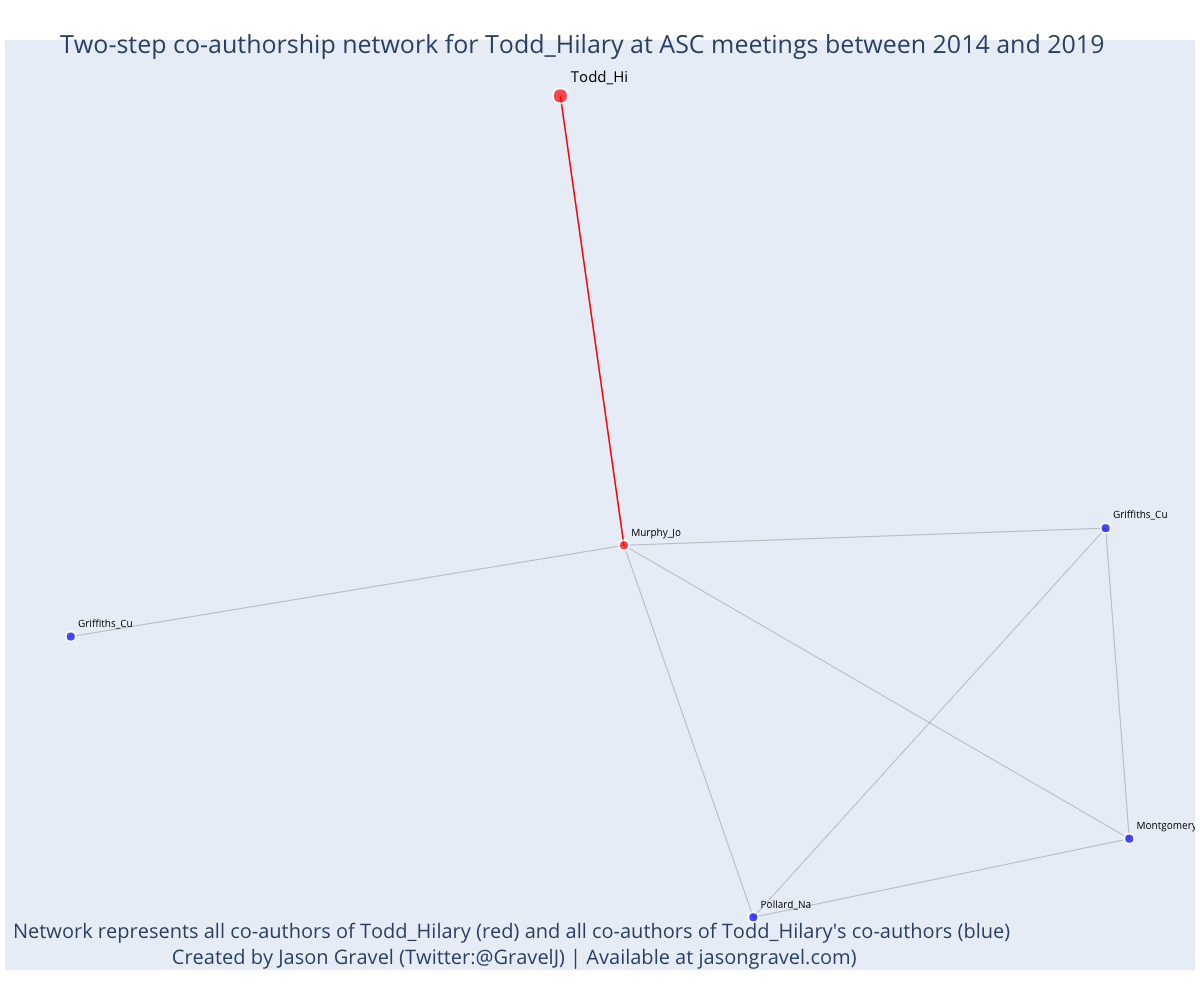 Two-step co-authorship network for Todd_Hilary at ASC meetings between 2014 and 2019
Todd_Hi
Griffiths_Cu
Murphy_Jo
Griffiths_Cu
Montgomery
Pollard_Na
Network represents all co-authors of Todd_Hilary (red) and all co-authors of Todd_Hilary's co-authors (blue)
Created by Jason Gravel (Twitter:@GravelJ) | Available at jasongravel.com)